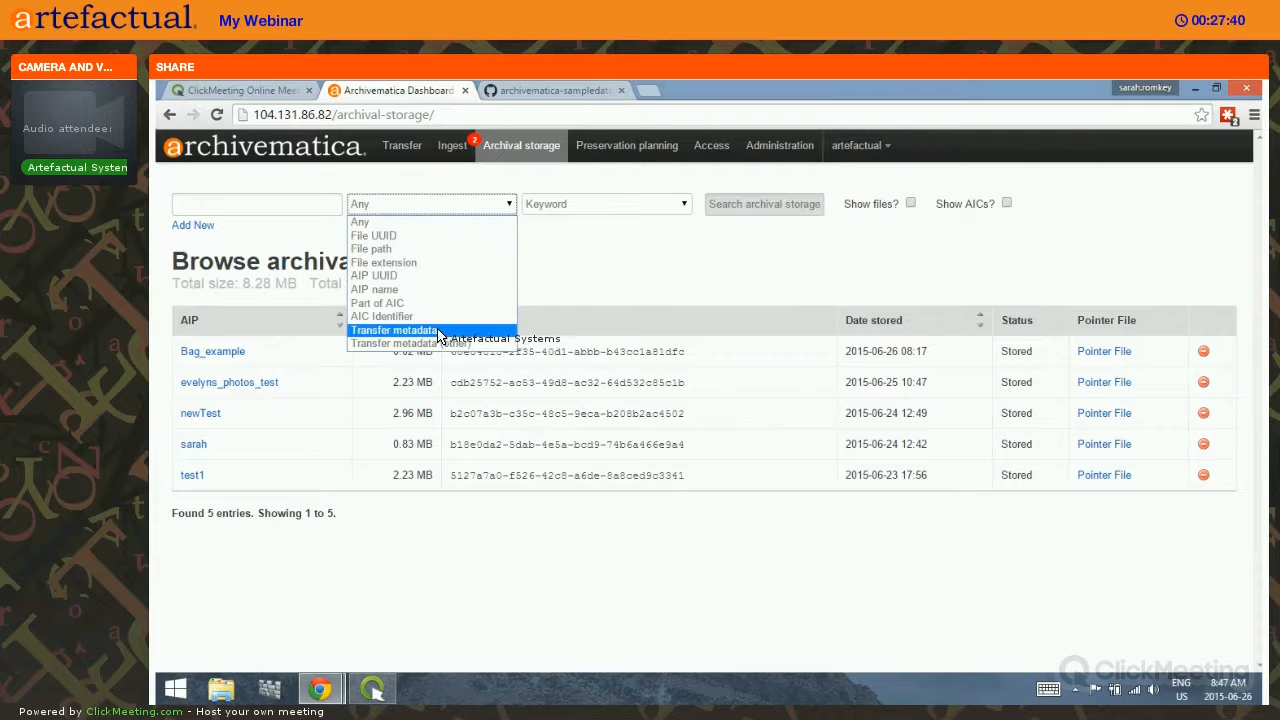 artefactual. My Webinar 00:27:40
CAMERA AND V... SHARE
Audio attendee:
Artefactual System
ClickMeeting Online Meet × Archivematica Dashboard × archivematica-sampledata × sarah.romkey
104.131.86.82/archival-storage/ 2
archivematica. Transfer Ingest 2 Archival storage Preservation planning Access Administration artefactual
Any Keyword Search archival storage Show files? Show AICs?
Add New
Any
File UUID
File path
File extension
AIP UUID
AIP name
Part of AIC
AIC Identifier
Transfer metadata
Transfer metadata (other)
Artefactual Systems
Browse archiva
Total size: 8.28 MB Total
AIP Date stored Status Pointer File
Bag_example 2015-06-26 08:17 Stored Pointer File
evelyns_photos_test 2.23 MB cdb25752-ac53-49d8-ac32-64d532c85c1b 2015-06-25 10:47 Stored Pointer File
newTest 2.96 MB b2c07a3b-c35c-48c5-9eca-b208b2ac4502 2015-06-24 12:49 Stored Pointer File
sarah 0.83 MB b18e0da2-5dab-4e5a-bcd9-74b6a466e9a4 2015-06-24 12:42 Stored Pointer File
test1 2.23 MB 5127a7a0-f526-42c8-a6de-8a8ced9c3341 2015-06-23 17:56 Stored Pointer File
Found 5 entries. Showing 1 to 5.
ClickMeeting
ENG 8:47 AM
US 2015-06-26
Powered by ClickMeeting.com - Host your own meeting